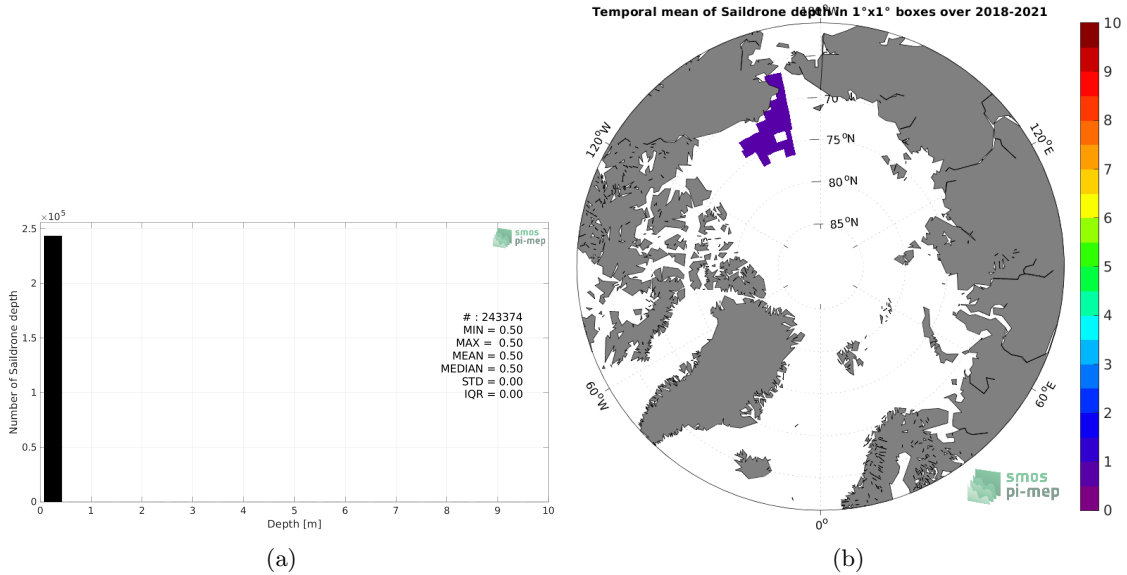 Temporal mean of Saildrone depth in 1°x1° boxes over 2018-2021
180°W
×10⁵
2.5
2
1.5
1
0.5
0
Number of Saildrone depth
smos
pi-mep
# : 243374
MIN = 0.50
MAX = 0.50
MEAN = 0.50
MEDIAN = 0.50
STD = 0.00
IQR = 0.00
0 1 2 3 4 5 6 7 8 9 10
Depth [m]
(a)
120°W
120°E
70°N
75°N
80°N
85°N
60°W
60°E
0°
smos
pi-mep
10
9
8
7
6
5
4
3
2
1
0
(b)